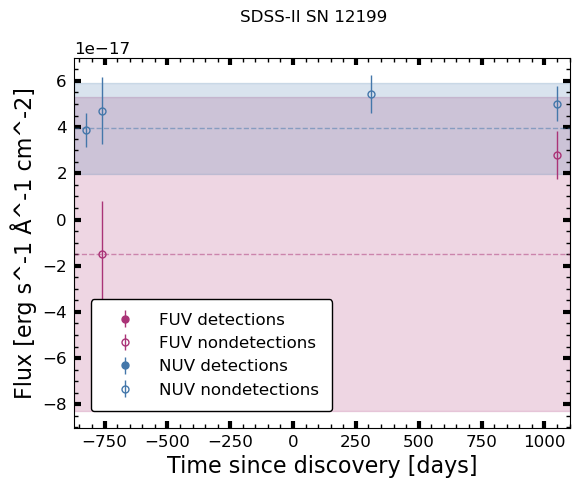 SDSS-II SN 12199
1e−17
6
4
2
0
−2
−4
−6
−8
Flux [erg s^-1 Å^-1 cm^-2]
FUV detections
FUV nondetections
NUV detections
NUV nondetections
−750 −500 −250 0 250 500 750 1000
Time since discovery [days]